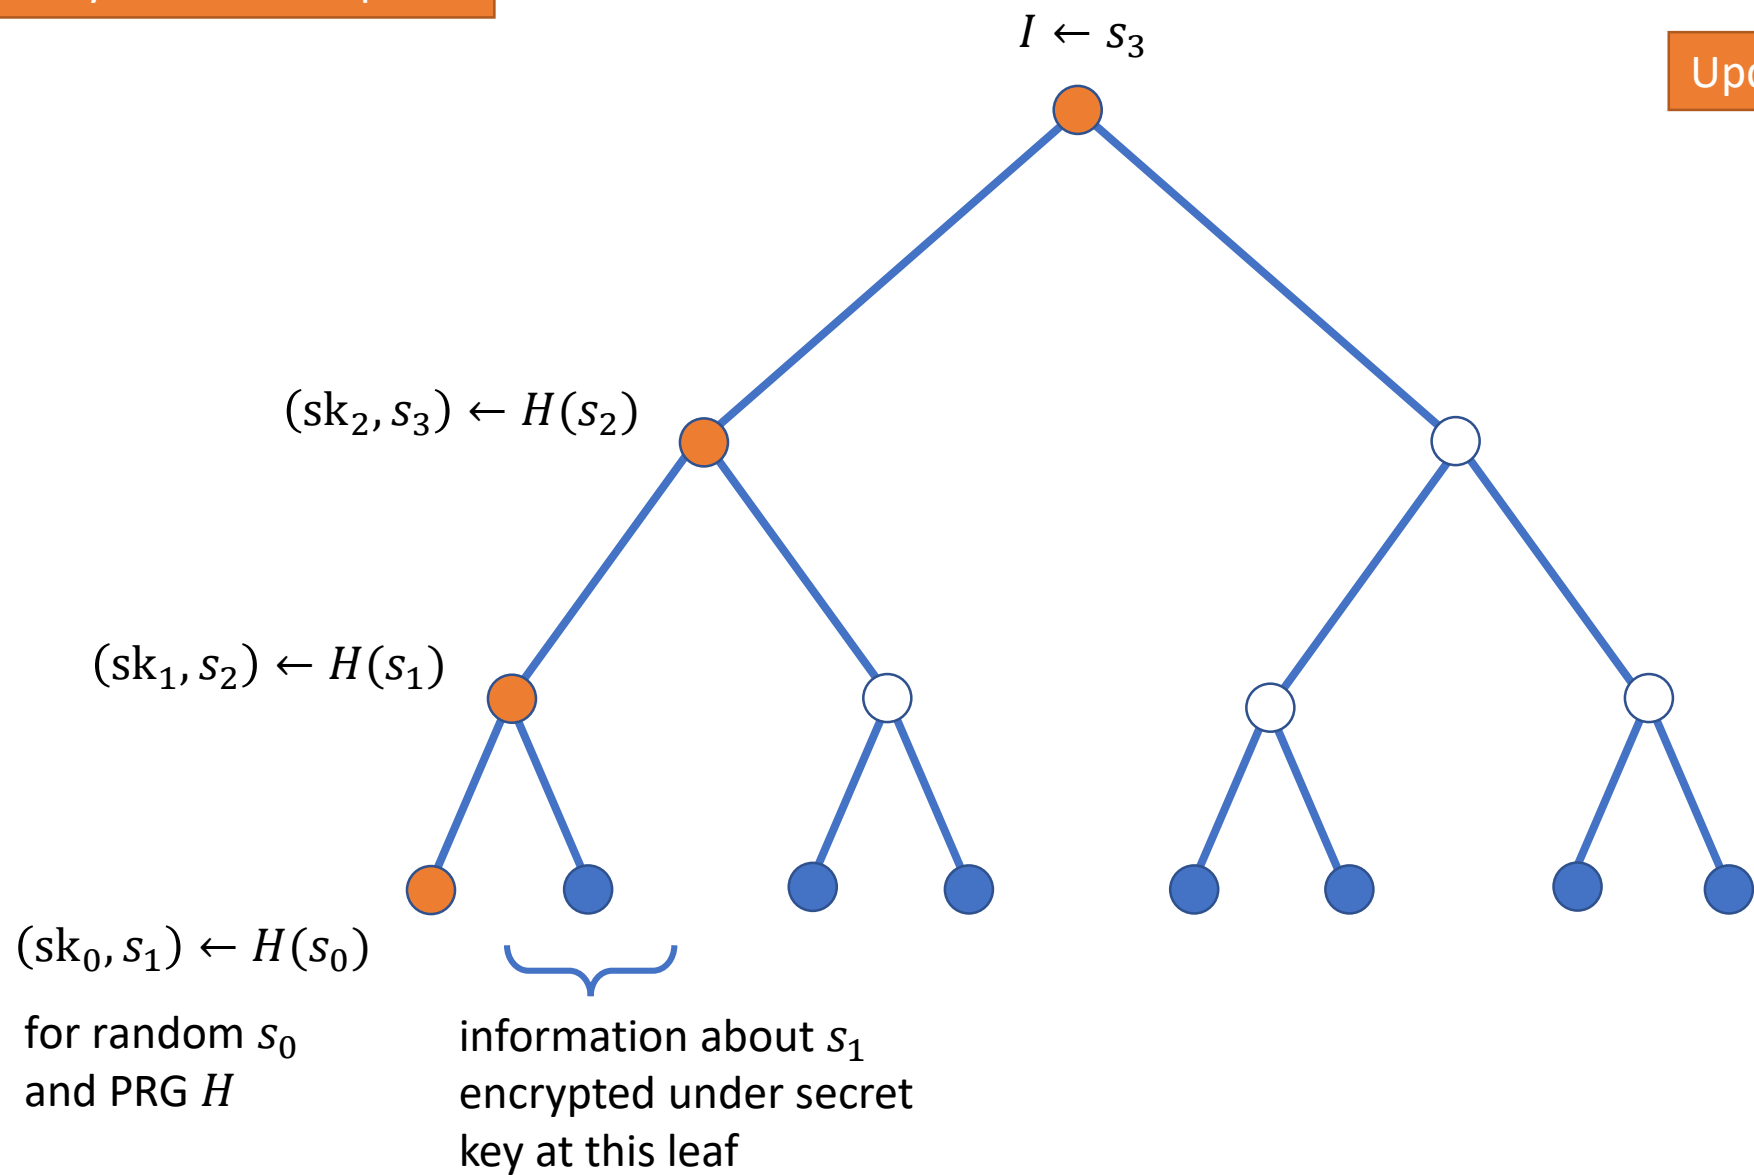 I ← s₃
(sk₂, s₃) ← H(s₂)
(sk₁, s₂) ← H(s₁)
(sk₀, s₁) ← H(s₀)
for random s₀
and PRG H
information about s₁
encrypted under secret
key at this leaf